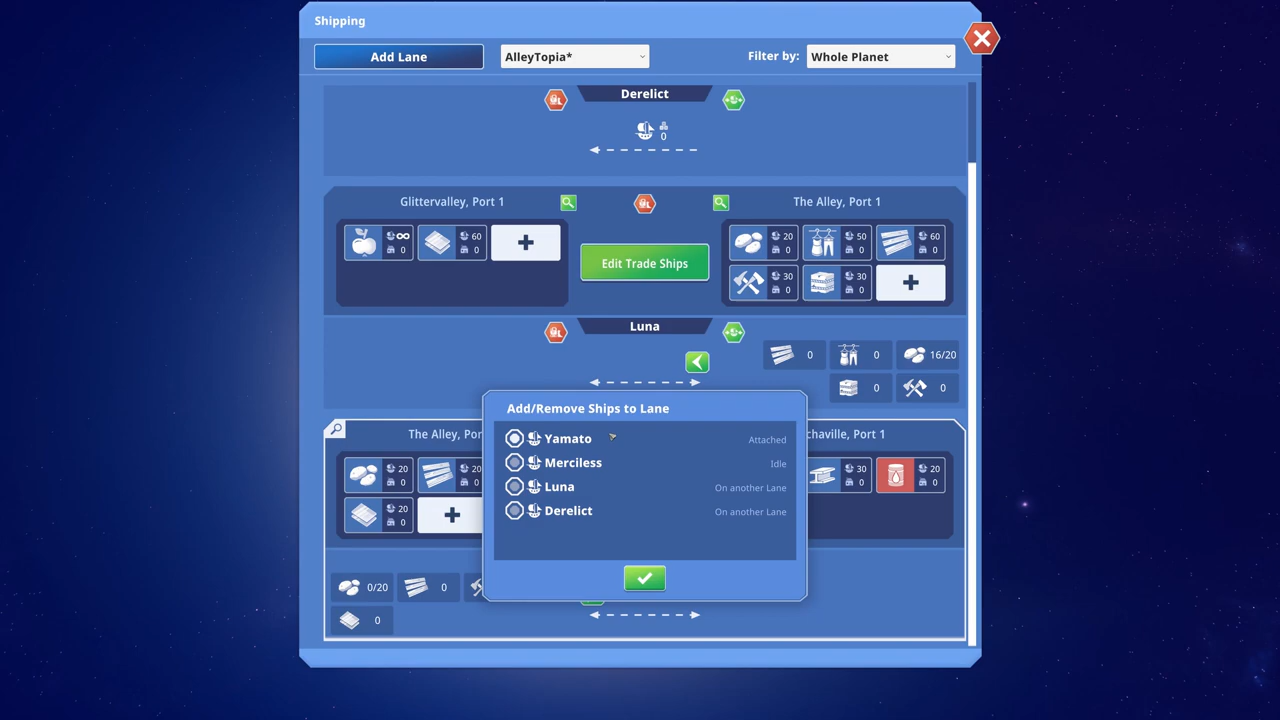 Shipping
Add Lane
AlleyTopia*
Filter by:
Whole Planet
Derelict
0
Glittervalley, Port 1
The Alley, Port 1
∞
0
60
0
+
Edit Trade Ships
20
0
50
0
60
0
30
0
30
0
+
Luna
0
0
16/20
0
0
Add/Remove Ships to Lane
Yamato
Attached
Merciless
Idle
Luna
On another Lane
Derelict
On another Lane
The Alley, Por
chaville, Port 1
20
0
20
0
20
0
+
30
0
20
0
0/20
0
0